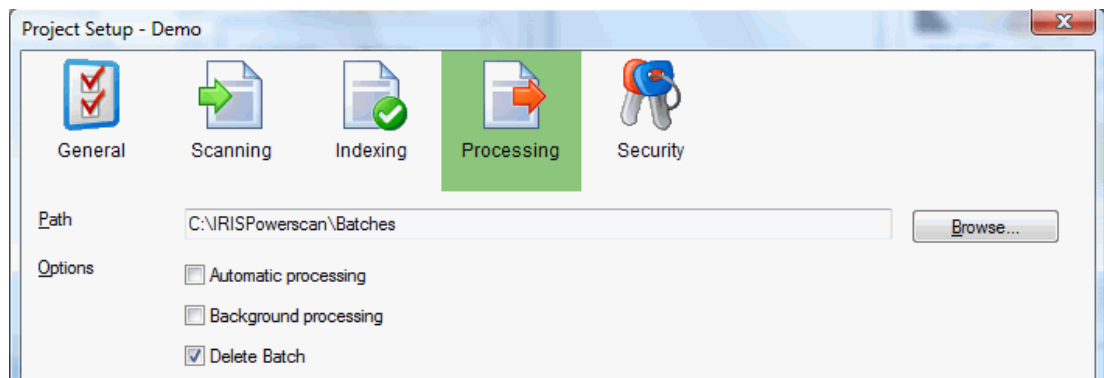 Project Setup - Demo
General Scanning Indexing Processing Security
Path C:\IRISPowerscan\Batches Browse...
Options Automatic processing
Background processing
Delete Batch